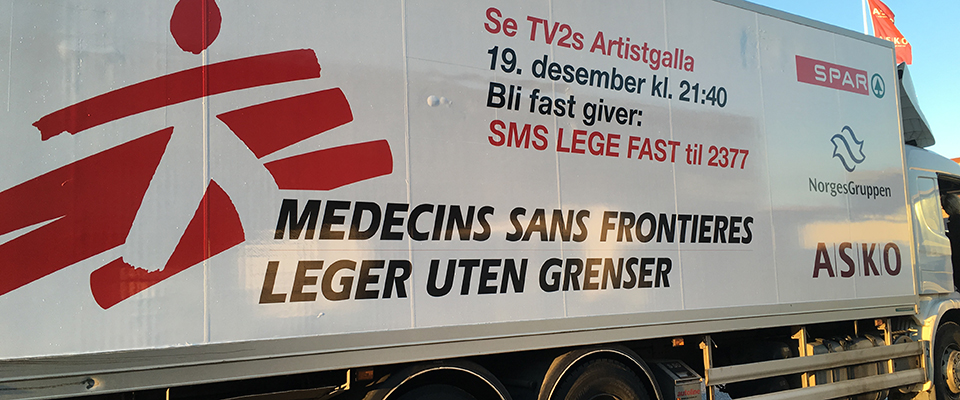 Se TV2s Artistgalla
19. desember kl. 21:40
Bli fast giver:
SMS LEGE FAST til 2377
MEDECINS SANS FRONTIERES
LEGER UTEN GRENSER
SPAR
NorgesGruppen
ASKO
ASKO